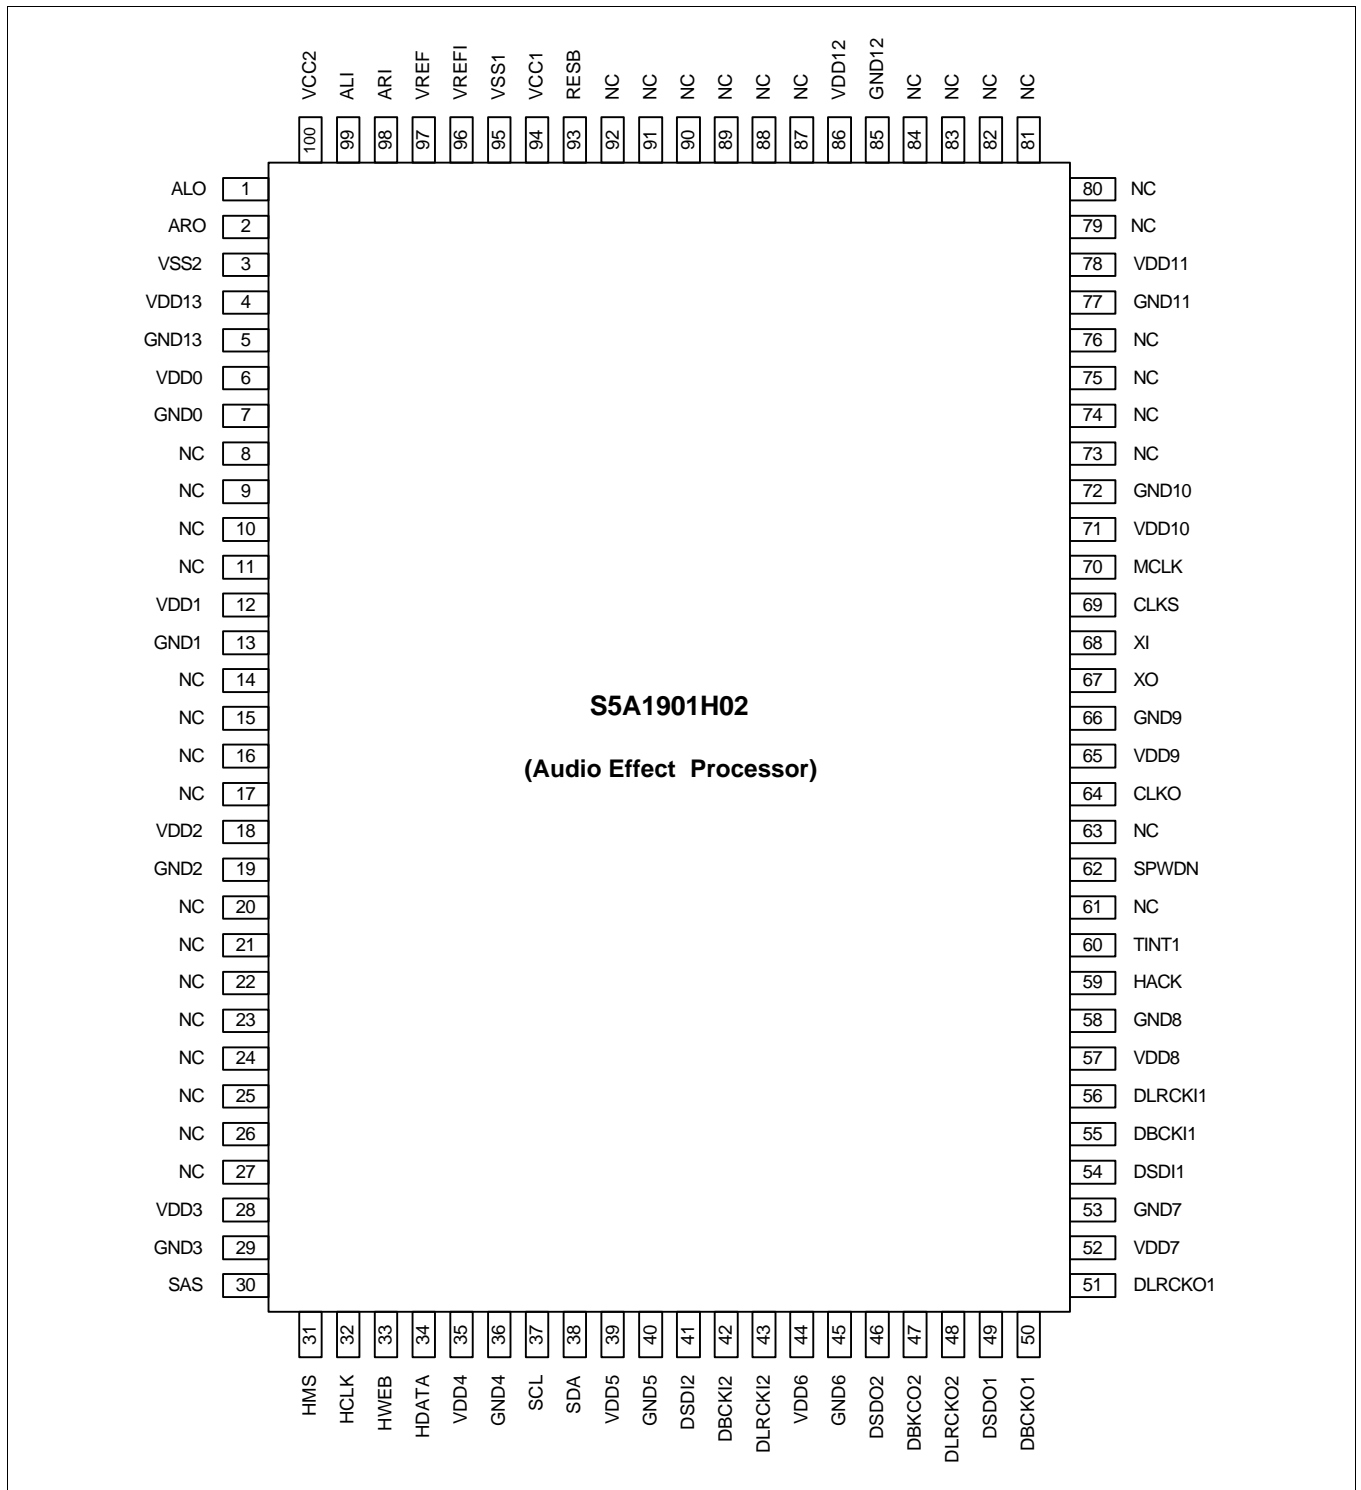 VCC2 ALI ARI VREF VREFI VSS1 VCC1 RESB NC NC NC NC NC NC VDD12 GND12 NC NC NC NC
100 99 98 97 96 95 94 93 92 91 90 89 88 87 86 85 84 83 82 81
ALO 1 80 NC
ARO 2 79 NC
VSS2 3 78 VDD11
VDD13 4 77 GND11
GND13 5 76 NC
VDD0 6 75 NC
GND0 7 74 NC
NC 8 73 NC
NC 9 72 GND10
NC 10 71 VDD10
NC 11 70 MCLK
VDD1 12 69 CLKS
GND1 13 68 XI
NC 14 67 XO
NC 15 66 GND9
NC 16 65 VDD9
NC 17 64 CLKO
VDD2 18 63 NC
GND2 19 62 SPWDN
NC 20 61 NC
NC 21 60 TINT1
NC 22 59 HACK
NC 23 58 GND8
NC 24 57 VDD8
NC 25 56 DLRCKI1
NC 26 55 DBCKI1
NC 27 54 DSDI1
VDD3 28 53 GND7
GND3 29 52 VDD7
SAS 30 51 DLRCKO1
S5A1901H02
(Audio Effect Processor)
31 32 33 34 35 36 37 38 39 40 41 42 43 44 45 46 47 48 49 50
HMS HCLK HWEB HDATA VDD4 GND4 SCL SDA VDD5 GND5 DSDI2 DBCKI2 DLRCKI2 VDD6 GND6 DSDO2 DBKCO2 DLRCKO2 DSDO1 DBCKO1